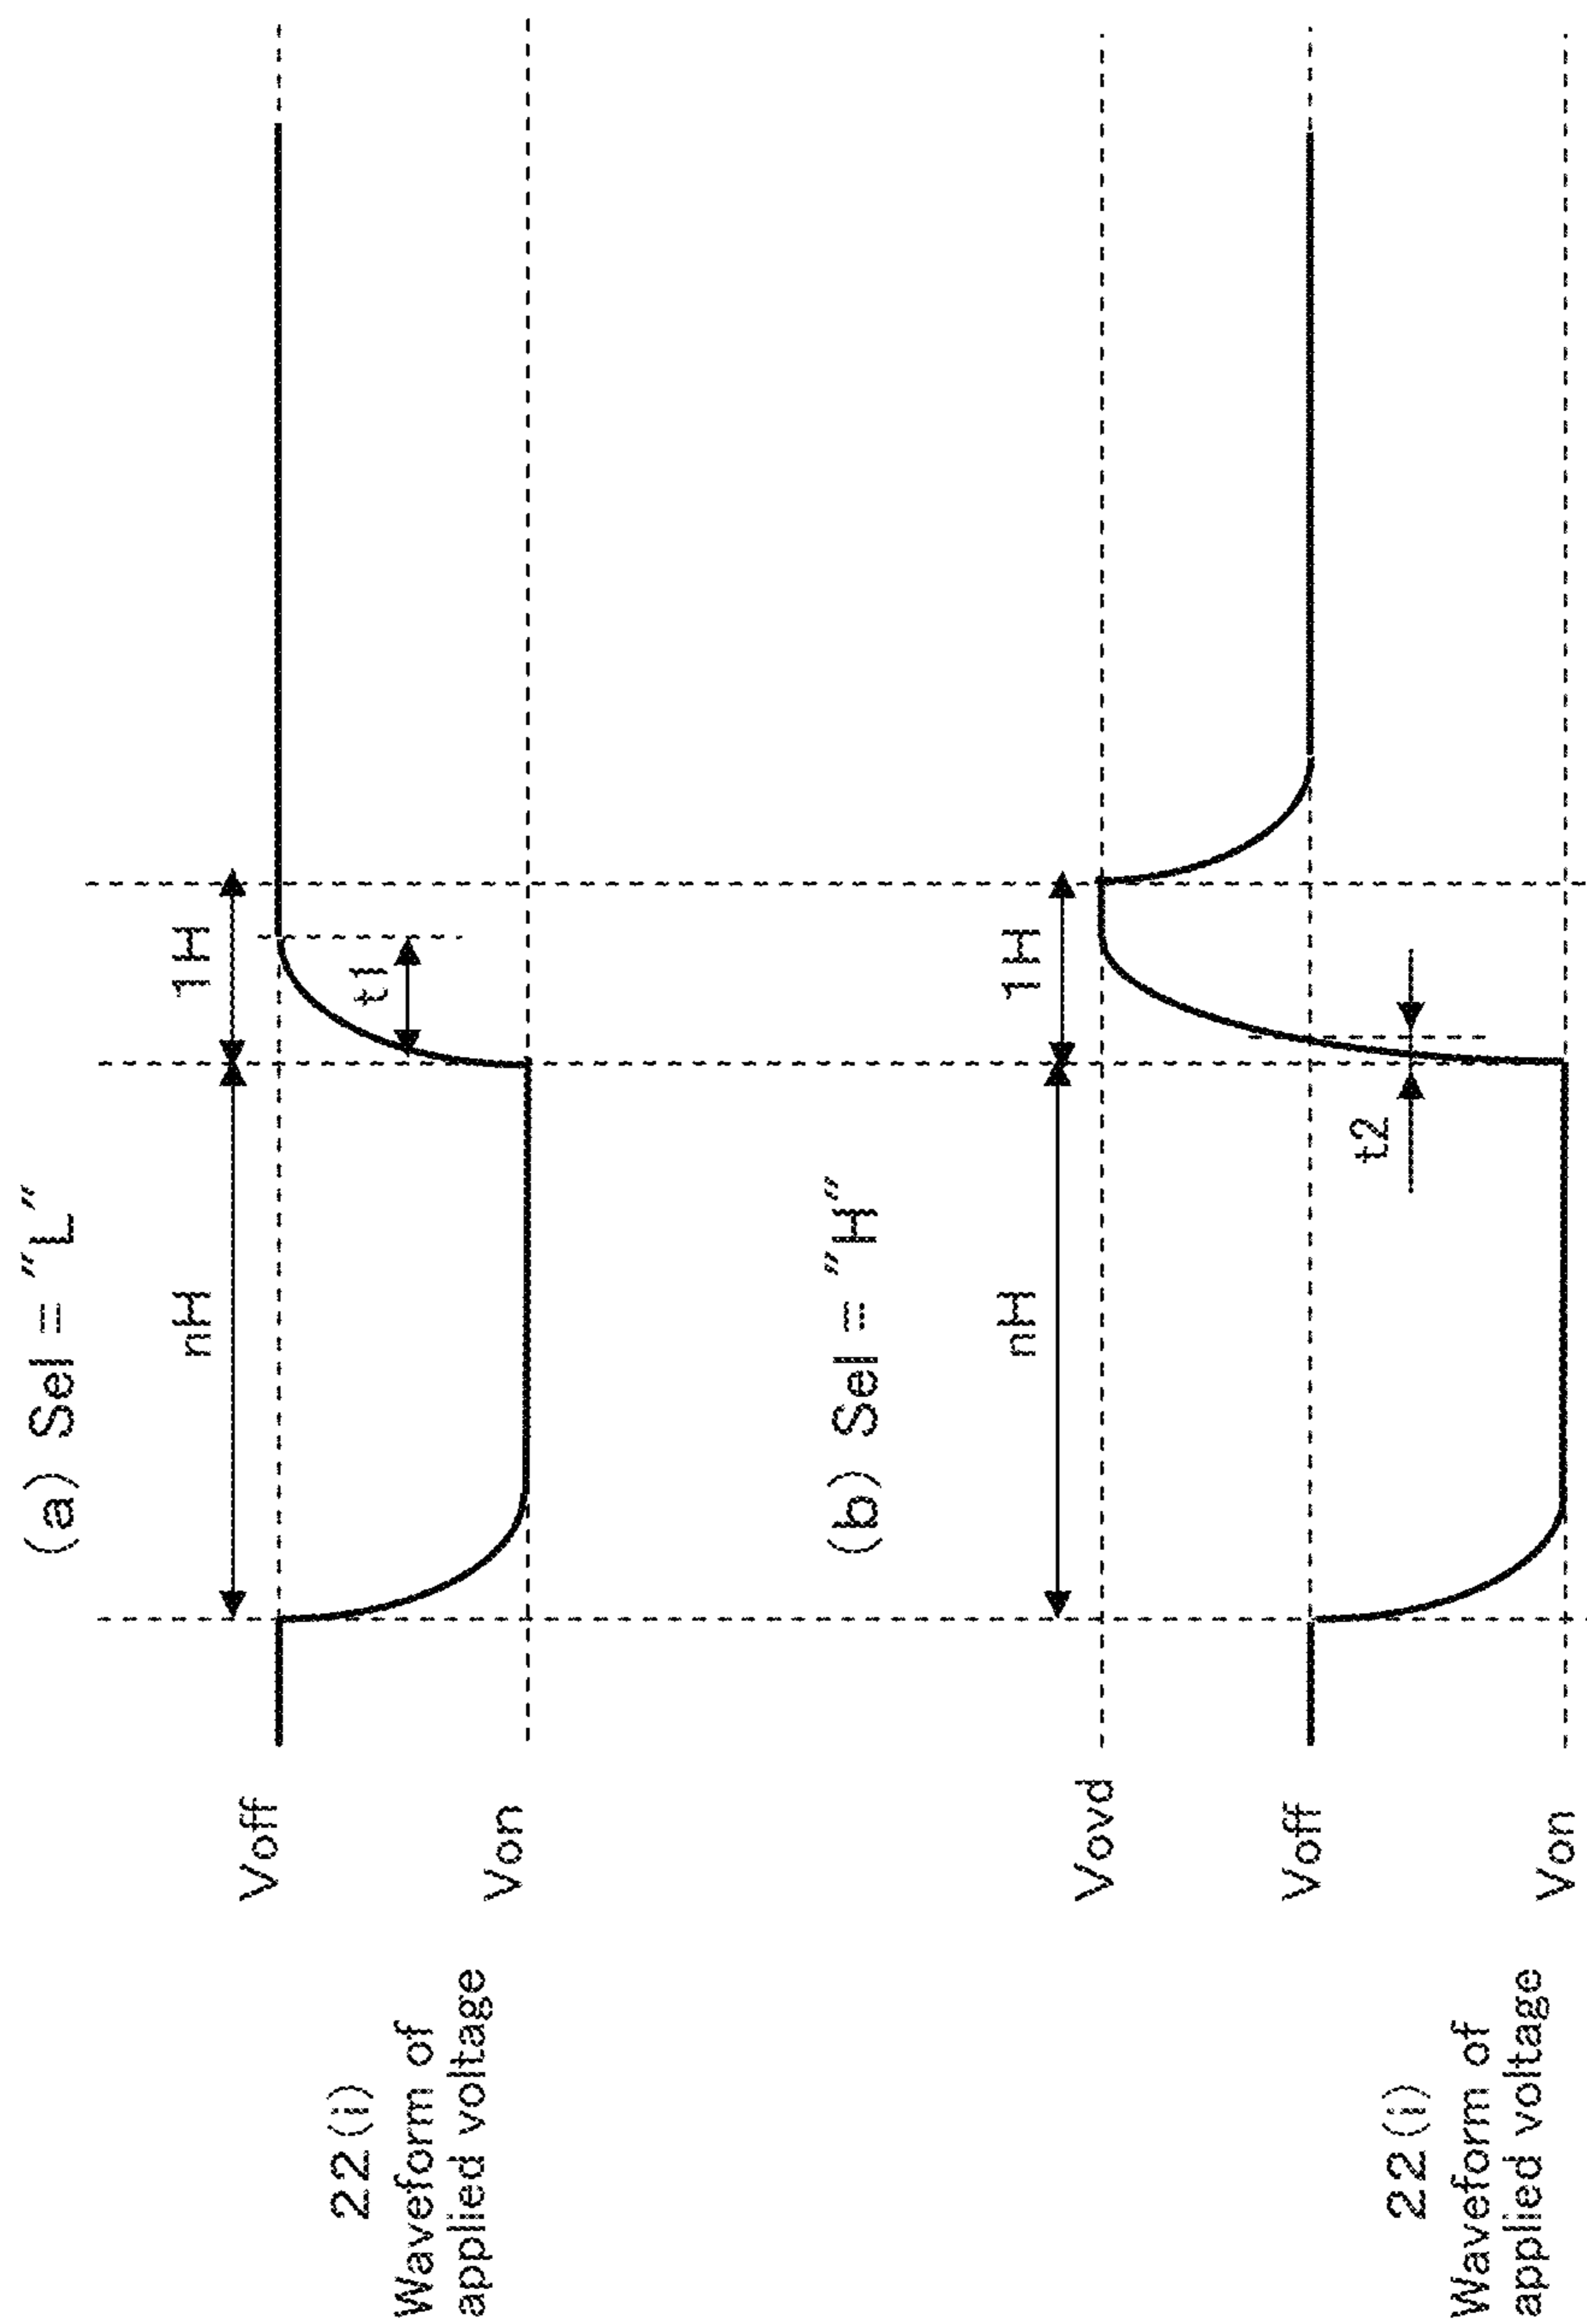 (a) Sel = "L"
nH
1H
t1
Voff
Von
22(i)
Waveform of
applied voltage
(b) Sel = "H"
nH
1H
t2
Vovd
Voff
Von
22(i)
Waveform of
applied voltage